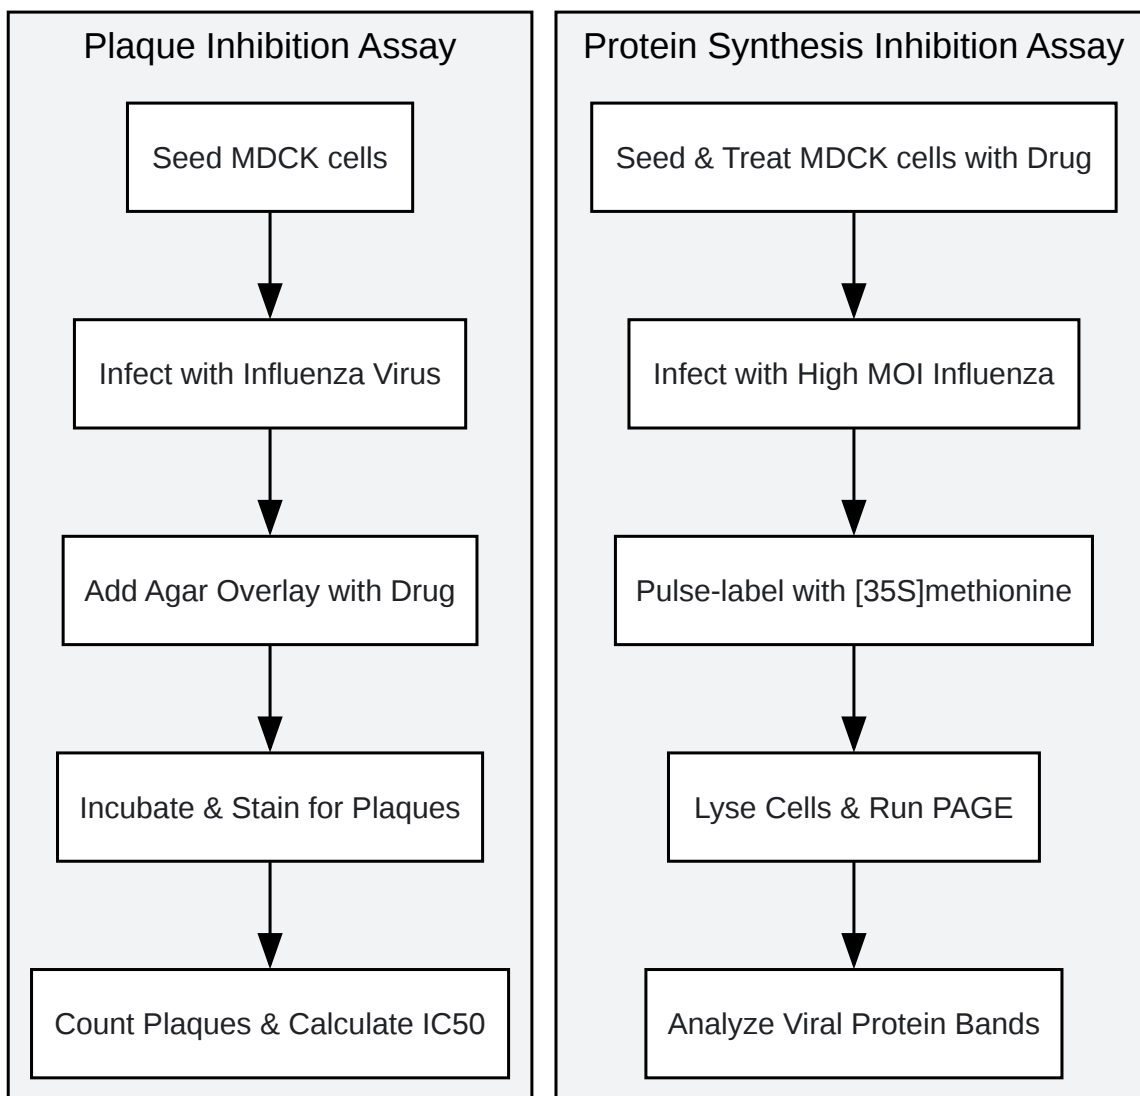 Plaque Inhibition Assay
Seed MDCK cells
Infect with Influenza Virus
Add Agar Overlay with Drug
Incubate & Stain for Plaques
Count Plaques & Calculate IC50
Protein Synthesis Inhibition Assay
Seed & Treat MDCK cells with Drug
Infect with High MOI Influenza
Pulse-label with [35S]methionine
Lyse Cells & Run PAGE
Analyze Viral Protein Bands